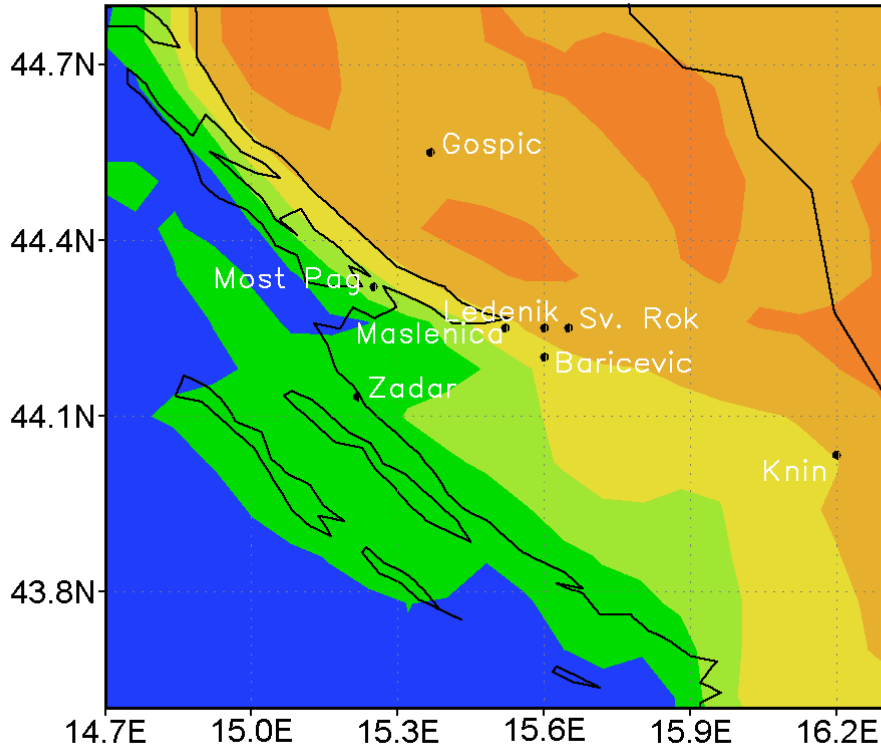 44.7N
Gospic
44.4N
Most Pag
Ledenik
Sv. Rok
Maslenica
Baricevic
Zadar
44.1N
Knin
43.8N
14.7E 15.0E 15.3E 15.6E 15.9E 16.2E